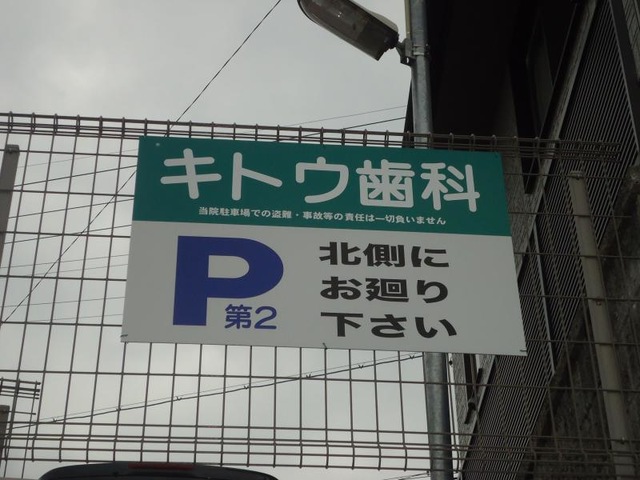 キトウ歯科
当院駐車場での盗難・事故等の責任は一切負いません
P第2
北側に
お廻り
下さい